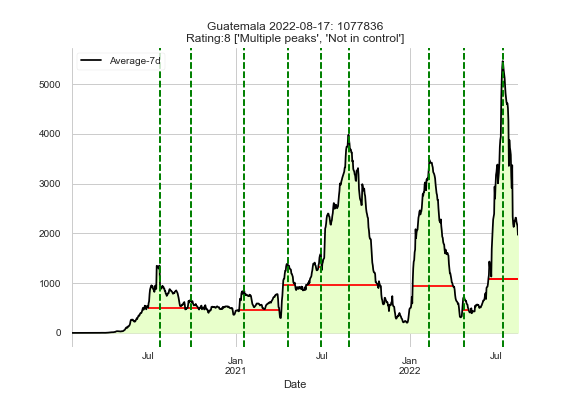 Guatemala 2022-08-17: 1077836
Rating:8 ['Multiple peaks', 'Not in control']
Average-7d
5000
4000
3000
2000
1000
0
Jul
Jan
2021
Jul
Jan
2022
Jul
Date